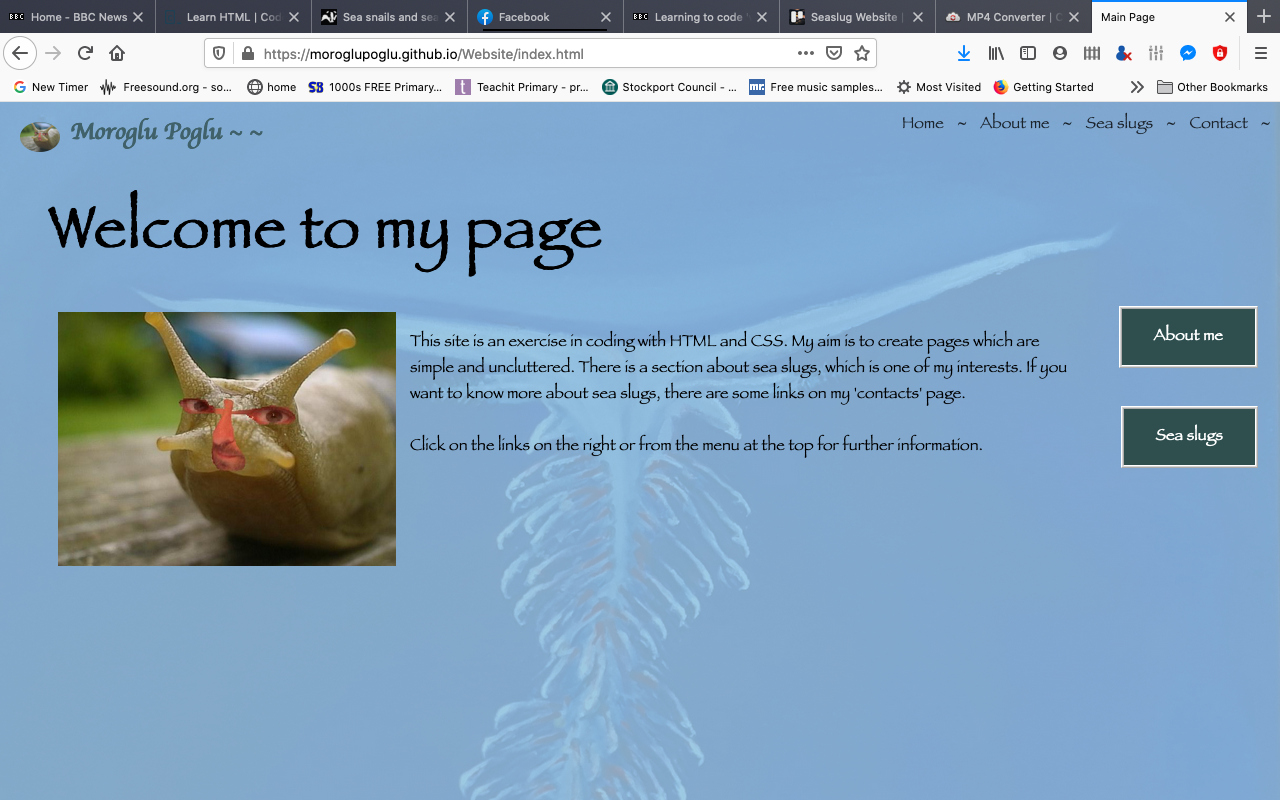 Home - BBC News
Learn HTML | Cod
Sea snails and sea
Facebook
Learning to code
Seaslug Website |
MP4 Converter | C
Main Page
https://moroglupoglu.github.io/Website/index.html
New Timer
Freesound.org - so...
home
1000s FREE Primary...
Teachit Primary - pr...
Stockport Council - ...
Free music samples...
Most Visited
Getting Started
Other Bookmarks
Moroglu Poglu ~ ~
Home ~ About me ~ Sea slugs ~ Contact ~
Welcome to my page
This site is an exercise in coding with HTML and CSS. My aim is to create pages which are
simple and uncluttered. There is a section about sea slugs, which is one of my interests. If you
want to know more about sea slugs, there are some links on my 'contacts' page.
Click on the links on the right or from the menu at the top for further information.
About me
Sea slugs